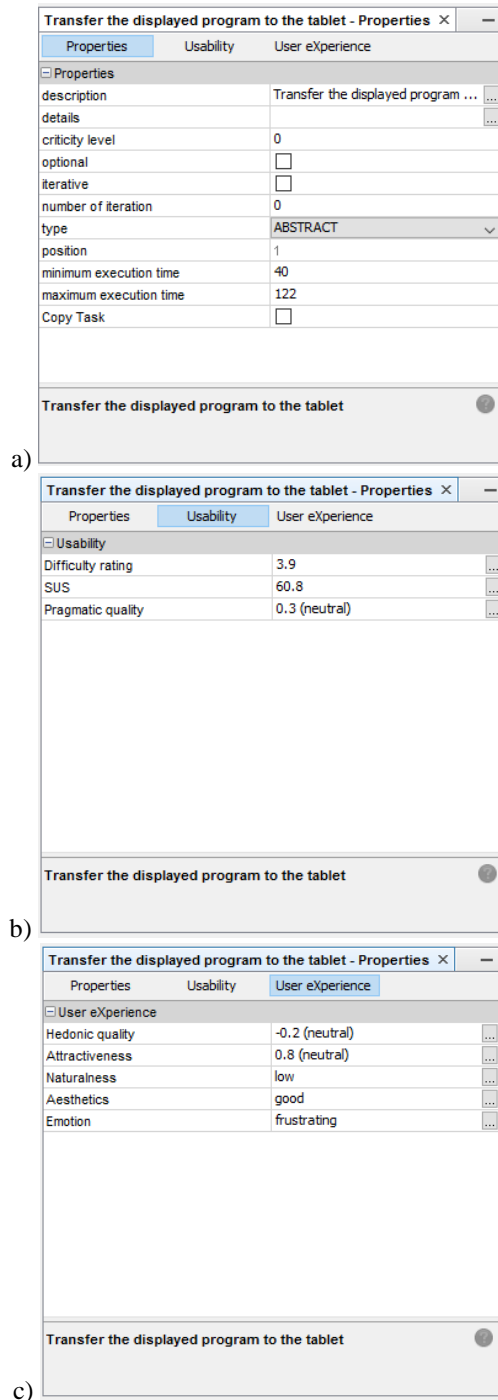 Transfer the displayed program to the tablet - Properties × —
Properties Usability User eXperience
Properties
description Transfer the displayed program ... ...
details ...
criticity level 0
optional
iterative
number of iteration 0
type ABSTRACT
position 1
minimum execution time 40
maximum execution time 122
Copy Task
Transfer the displayed program to the tablet ?
a)
Transfer the displayed program to the tablet - Properties × —
Properties Usability User eXperience
Usability
Difficulty rating 3.9 ...
SUS 60.8 ...
Pragmatic quality 0.3 (neutral) ...
Transfer the displayed program to the tablet ?
b)
Transfer the displayed program to the tablet - Properties × —
Properties Usability User eXperience
User eXperience
Hedonic quality -0.2 (neutral) ...
Attractiveness 0.8 (neutral) ...
Naturalness low ...
Aesthetics good ...
Emotion frustrating ...
Transfer the displayed program to the tablet ?
c)